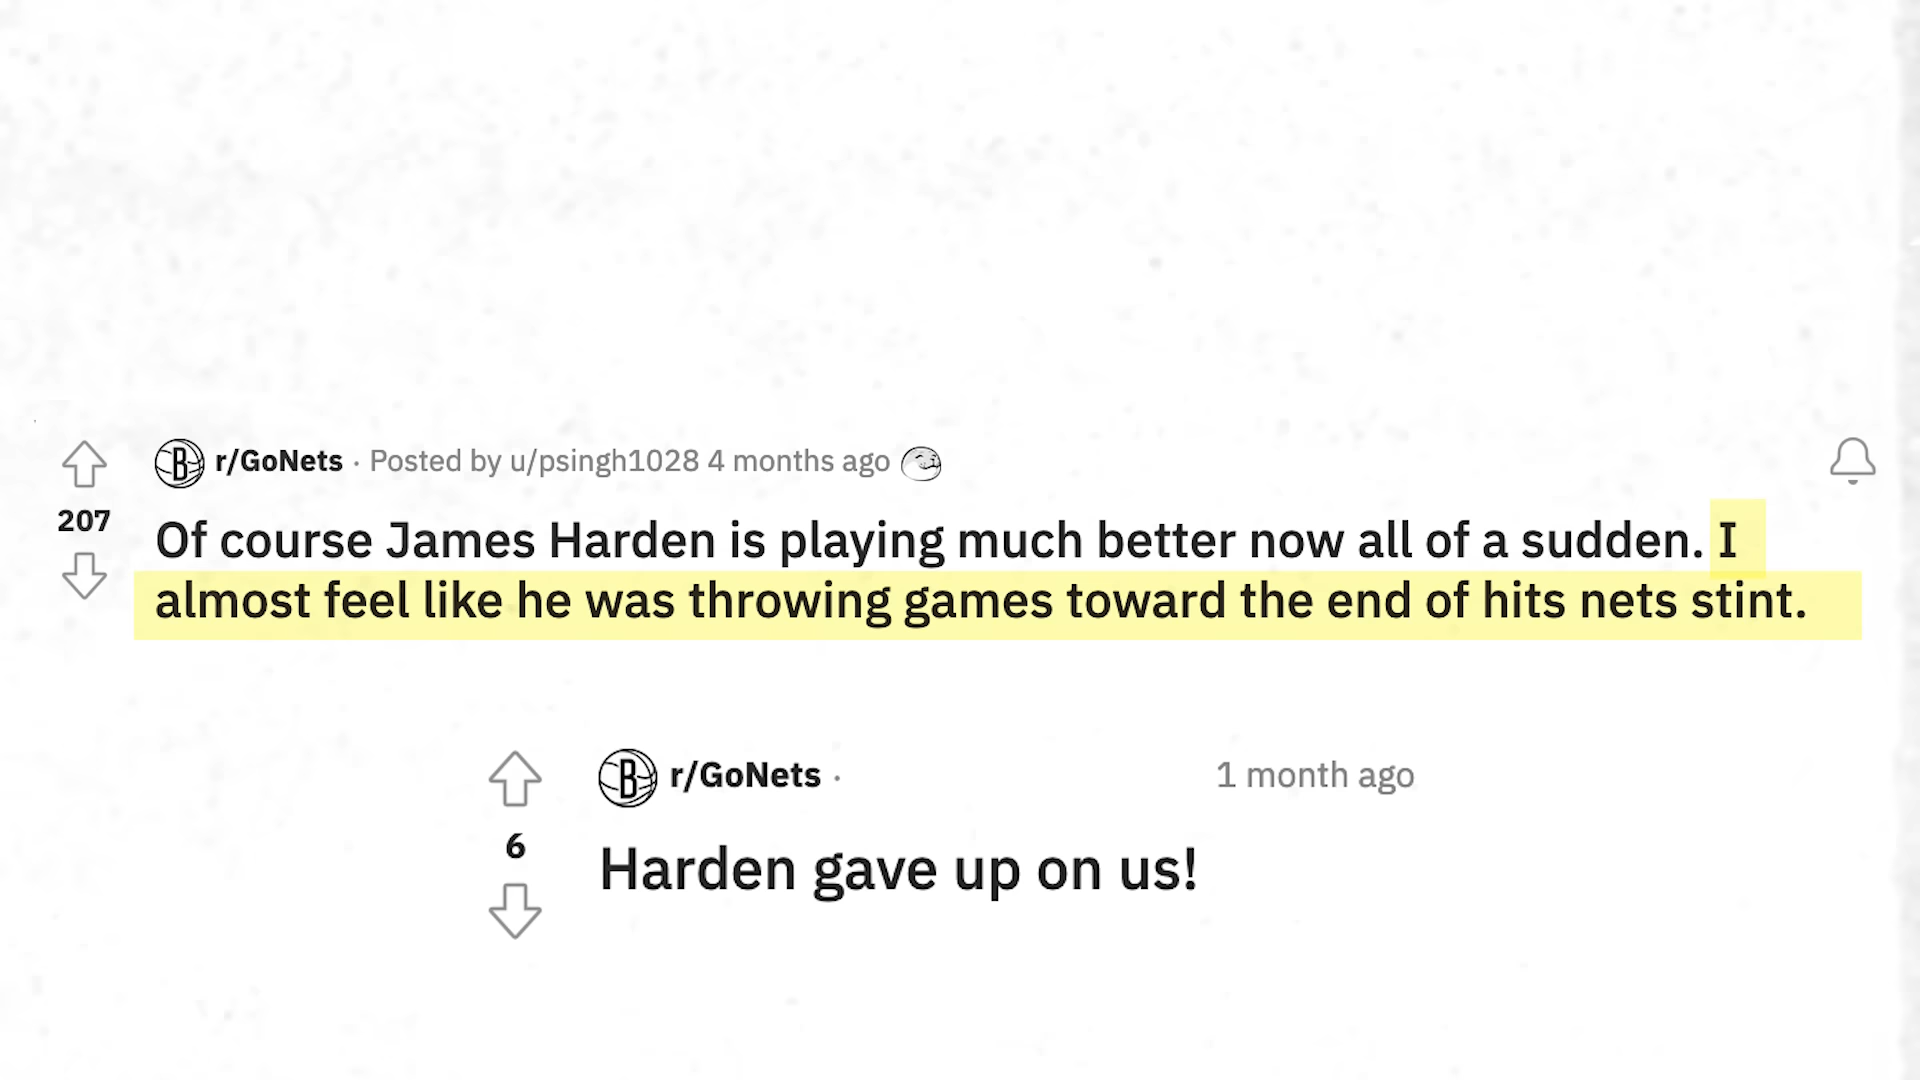 r/GoNets · Posted by u/psingh1028 4 months ago
207
Of course James Harden is playing much better now all of a sudden. I
almost feel like he was throwing games toward the end of hits nets stint.
r/GoNets · 1 month ago
6
Harden gave up on us!